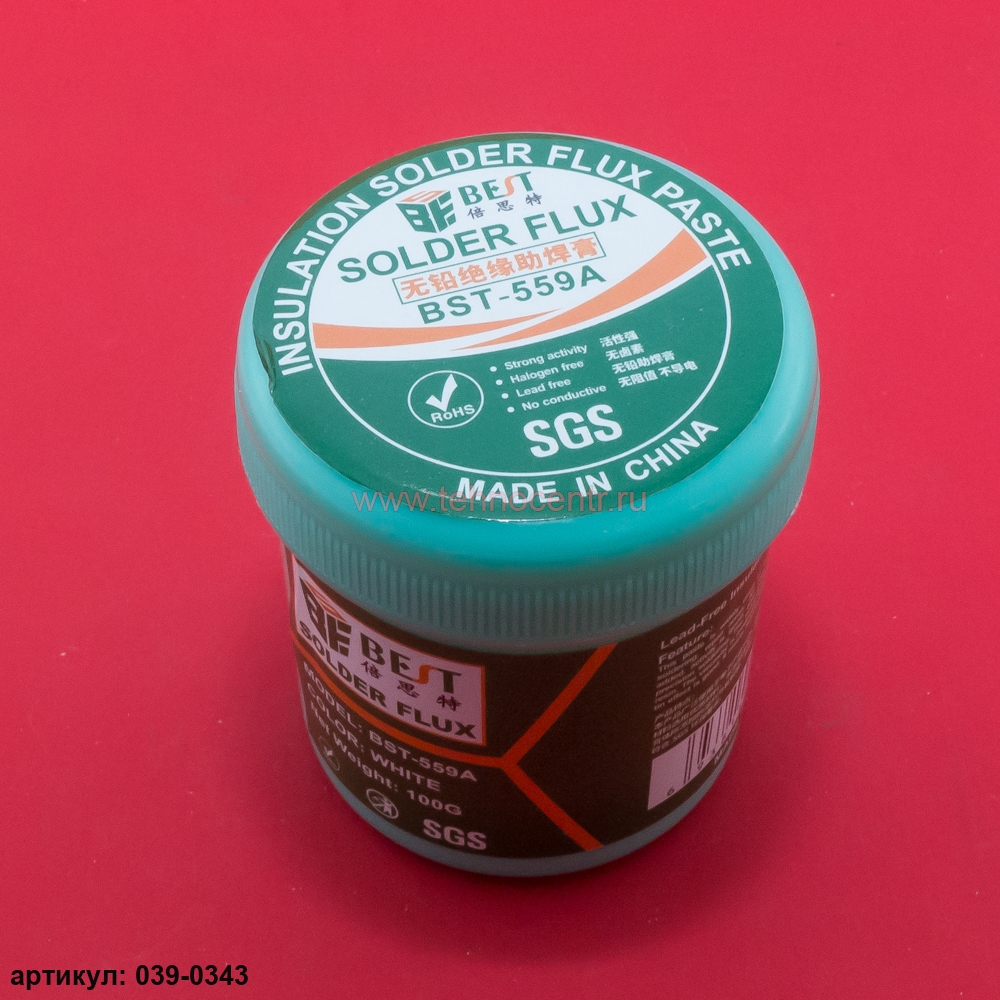 INSULATION SOLDER FLUX PASTE
BEST
倍思特
SOLDER FLUX
无铅绝缘助焊膏
BST-559A
Strong activity 活性强
Halogen free 无卤素
Lead free 无铅助焊膏
No conductive 无阻值 不导电
RoHS
SGS
MADE IN CHINA
www.tehnocentr.ru
BEST
倍思特
SOLDER FLUX
MODEL: BST-559A
COLOR: WHITE
Weight: 100G
SGS
Lead-Free
Feature:
артикул: 039-0343